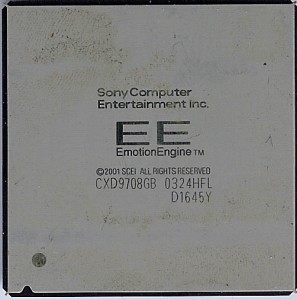 Sony Computer
Entertainment Inc.
EE
EmotionEngine™
©2001 SCEI ALL RIGHTS RESERVED
CXD9708GB 0324HFL
D1645Y